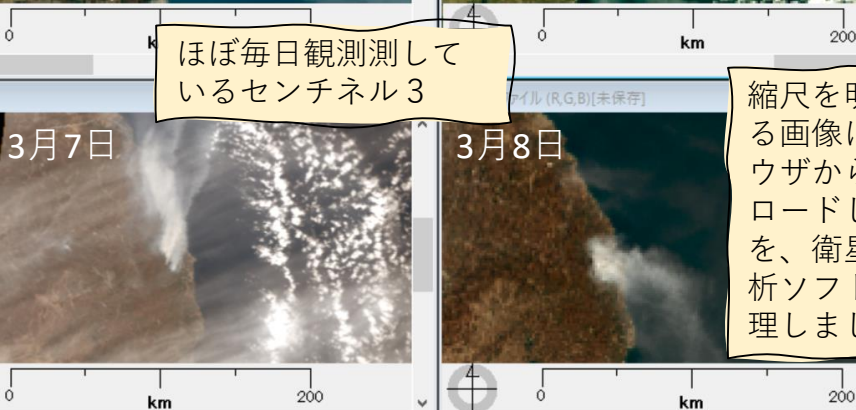 0
k
0
km
200
ほぼ毎日観測測して
いるセンチネル3
ァイル (R,G,B)[未保存]
3月7日
3月8日
縮尺を
る画像に
ウザから
ロードし
を、衛星
析ソフト
理しまし
0
km
200
0
km
200